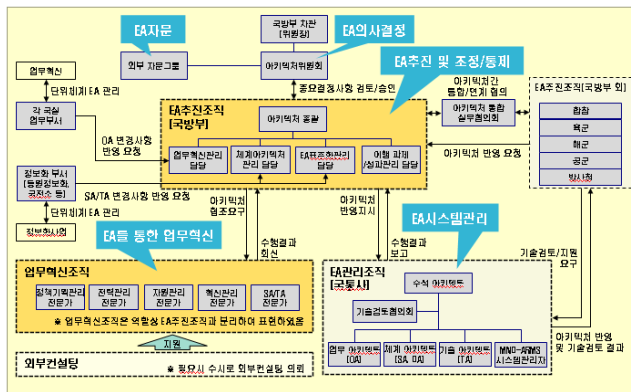 EA자문
국방부 차관
(위원장)
EA의사결정
외부 자문그룹
아키텍처위원회
EA추진 및 조정/통제
업무혁신
단위체계 EA 관리
각 국실
업무부서
중요결정사항 검토/승인
아키텍처간
통합/연계 협의
EA추진조직(국방부 외)
EA추진조직
[국방부]
아키텍처 총괄
아키텍처 통합
실무협의회
합참
육군
해군
공군
방사청
OA 변경사항
반영 요청
업무혁신관리
담당
체계아키텍처
관리 담당
EA표준화관리
담당
이행 과제
/성과관리 담당
아키텍처 반영 요청
정보화 부서
(동원정보화,
군전소 등)
SA/TA 변경사항 반영 요청
단위체계 EA 관리
정보화사업
아키텍처
협조요구
아키텍처
반영지시
EA를 통한 업무혁신
수행결과
회신
수행결과
보고
EA시스템관리
기술검토/지원
요구
업무혁신조직
정책기획관리
전문가
전력관리
전문가
자원관리
전문가
혁신관리
전문가
SA/TA
전문가
※ 업무혁신조직은 역할상 EA추진조직과 분리하여 표현하였음
EA관리조직
[국통사]
수석 아키텍트
기술검토협의회
업무 아키텍트
(OA)
체계 아키텍트
(SA, DA)
기술 아키텍트
(TA)
MND-ARMS
시스템관리자
아키텍처 반영
및 기술검토 결과
지원
외부컨설팅
※ 필요시 수시로 외부컨설팅 의뢰